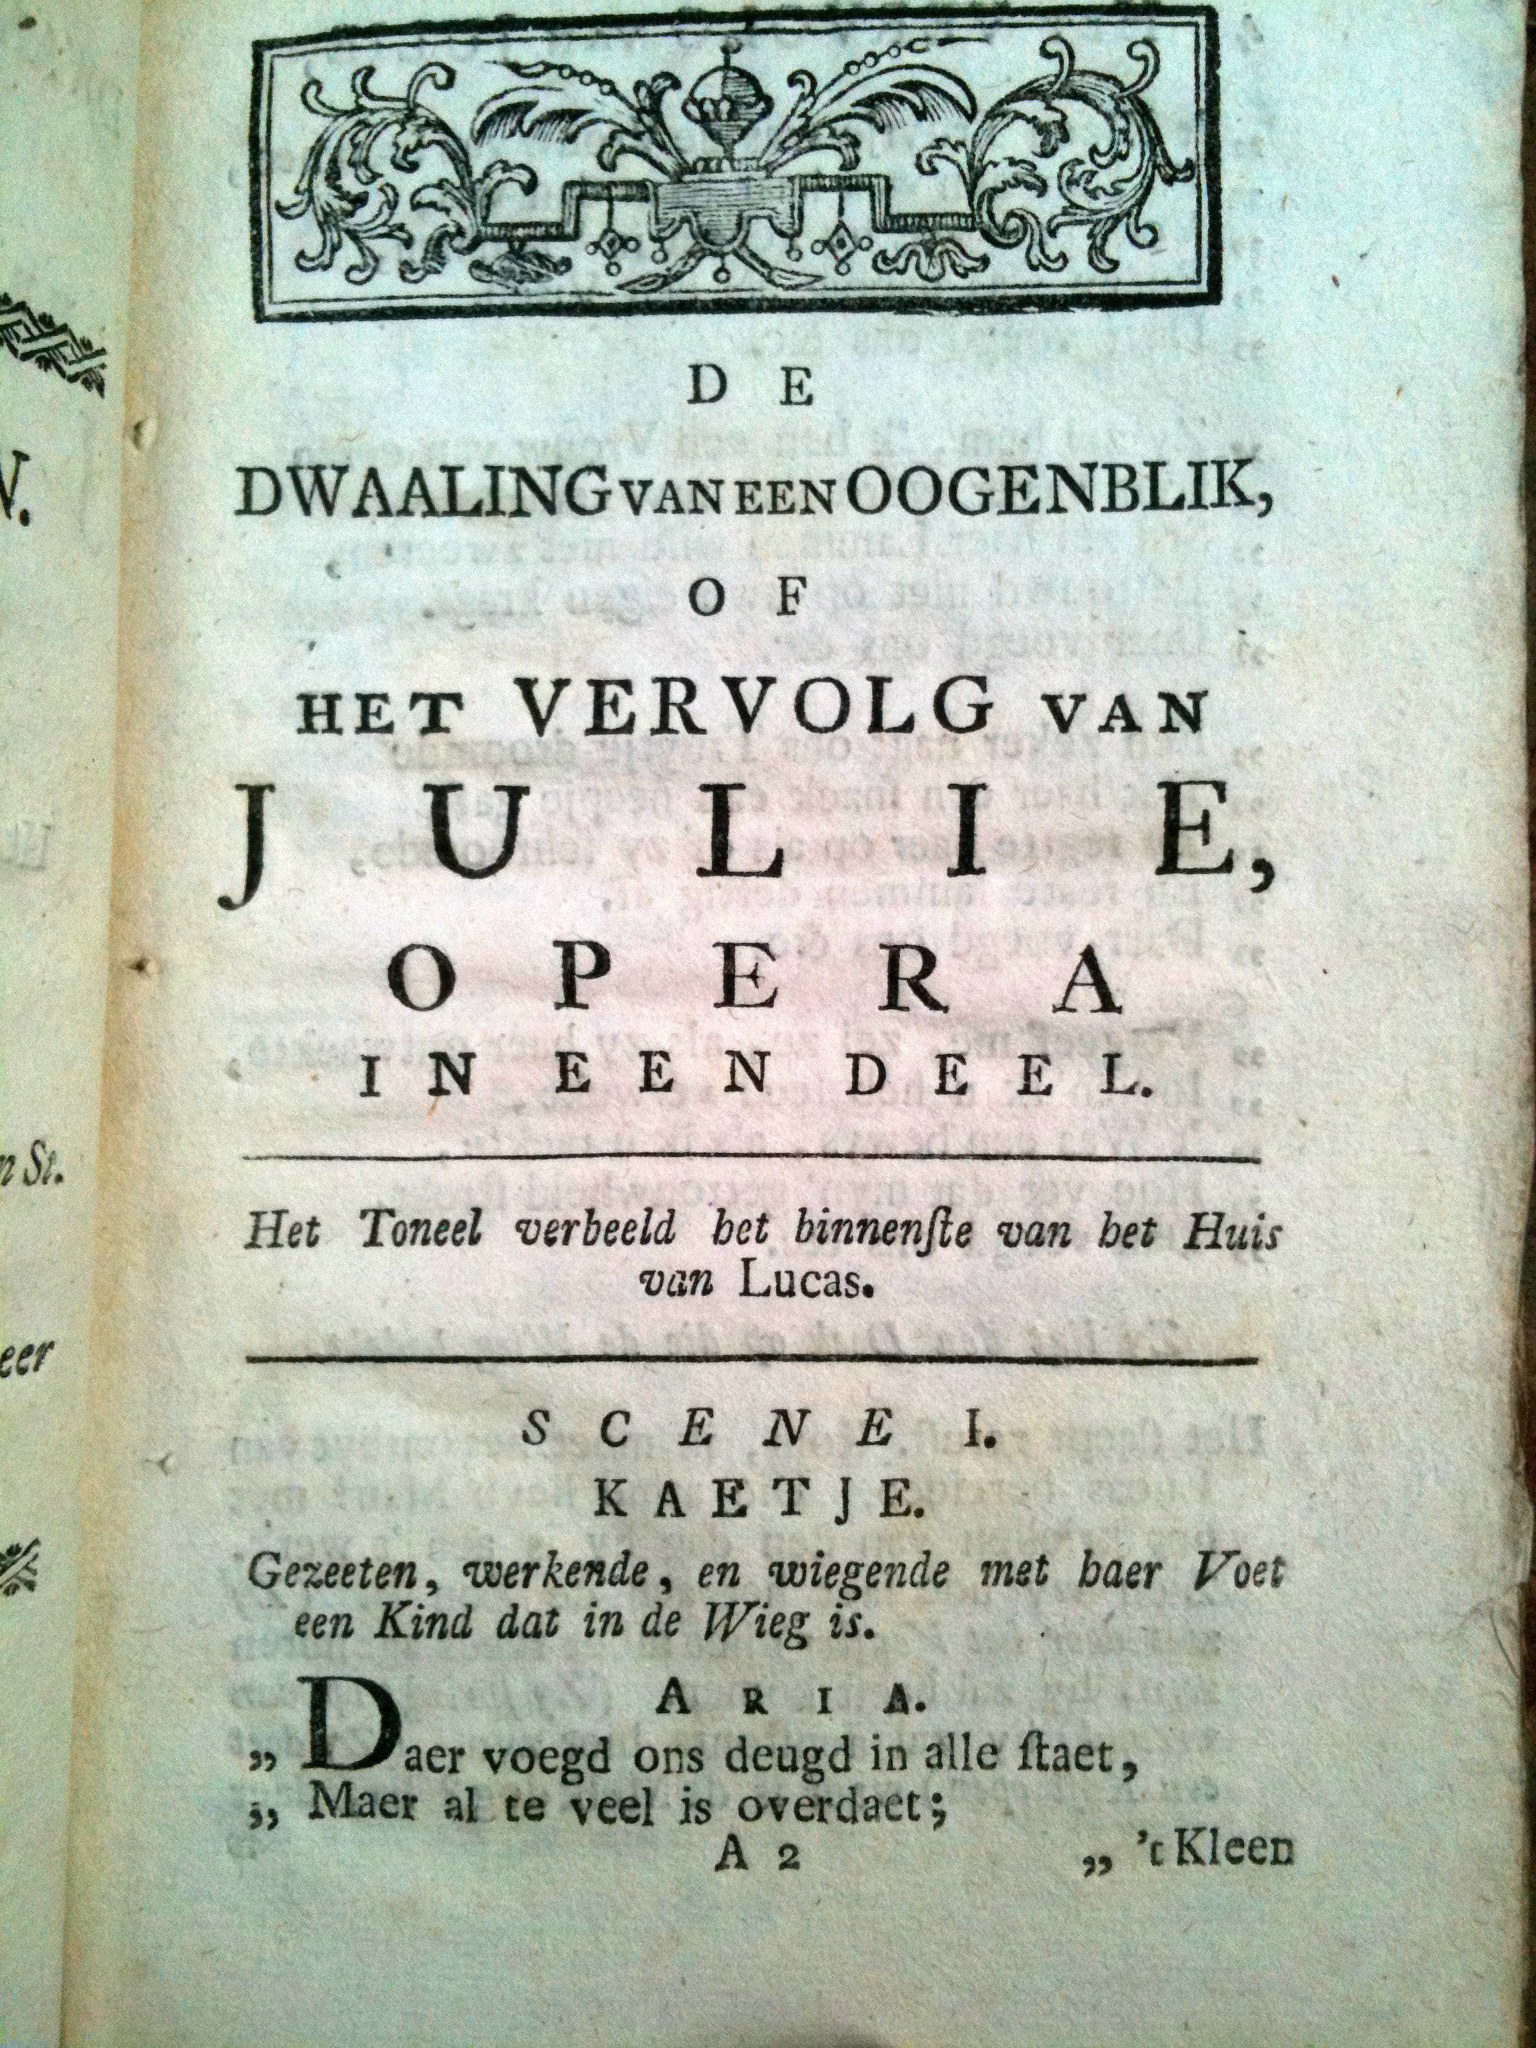 DE
DWAALING VAN EEN OOGENBLIK,
OF
HET VERVOLG VAN
JULIE,
OPERA
IN EEN DEEL.
Het Toneel verbeeld het binnenſte van het Huis
van Lucas.
SCENE I.
KAETJE.
Gezeeten, werkende, en wiegende met haer Voet
een Kind dat in de Wieg is.
ARIA.
„ Daer voegd ons deugd in alle ſtaet,
„ Maer al te veel is overdaet;
A 2 „ 't Kleen
V.
n St.
eer